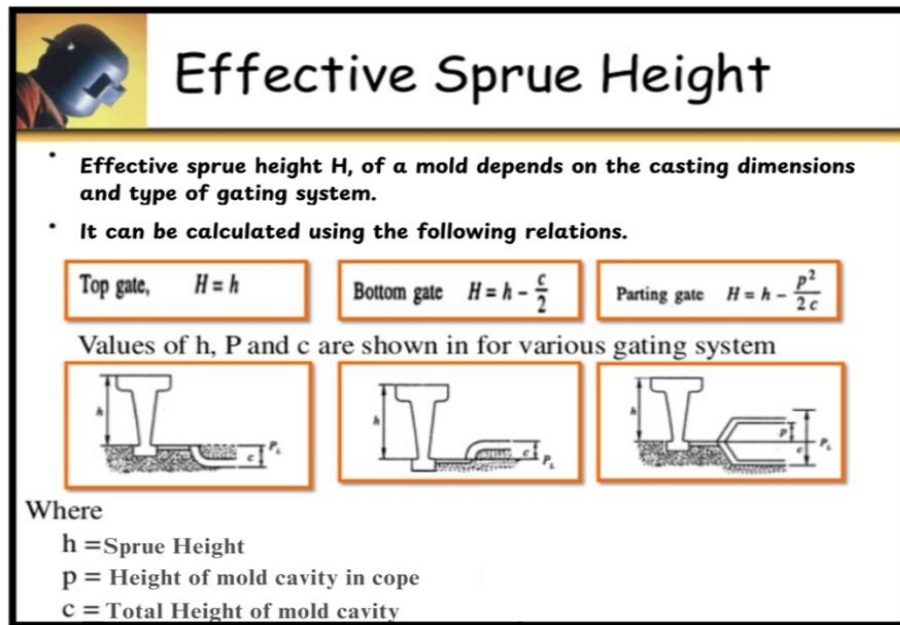 Effective Sprue Height
• Effective sprue height H, of a mold depends on the casting dimensions
and type of gating system.
• It can be calculated using the following relations.
Top gate, H = h
Bottom gate H = h - c/2
Parting gate H = h - p²/2c
Values of h, P and c are shown in for various gating system
h c P_L
h c P_L
h p c P_L
Where
h = Sprue Height
p = Height of mold cavity in cope
c = Total Height of mold cavity